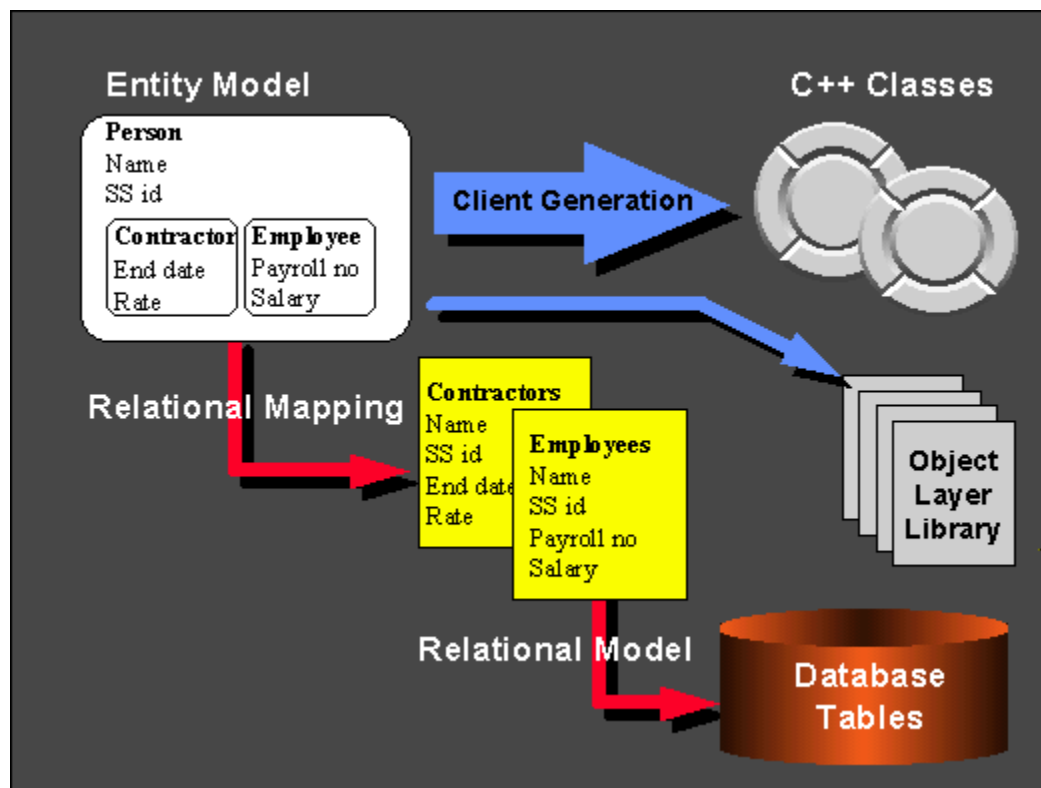 Entity Model
Person
Name
SS id
Contractor
End date
Rate
Employee
Payroll no
Salary
Client Generation
C++ Classes
Relational Mapping
Contractors
Name
SS id
End date
Rate
Employees
Name
SS id
Payroll no
Salary
Object
Layer
Library
Relational Model
Database
Tables